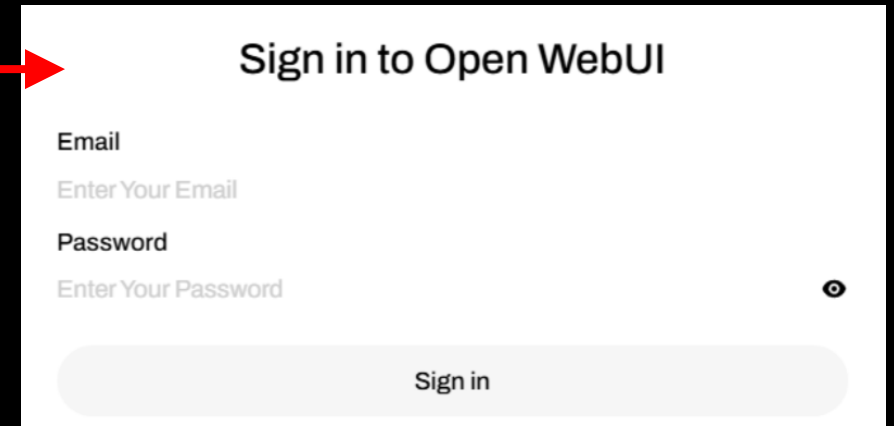 Sign in to Open WebUI
Email
Enter Your Email
Password
Enter Your Password
Sign in